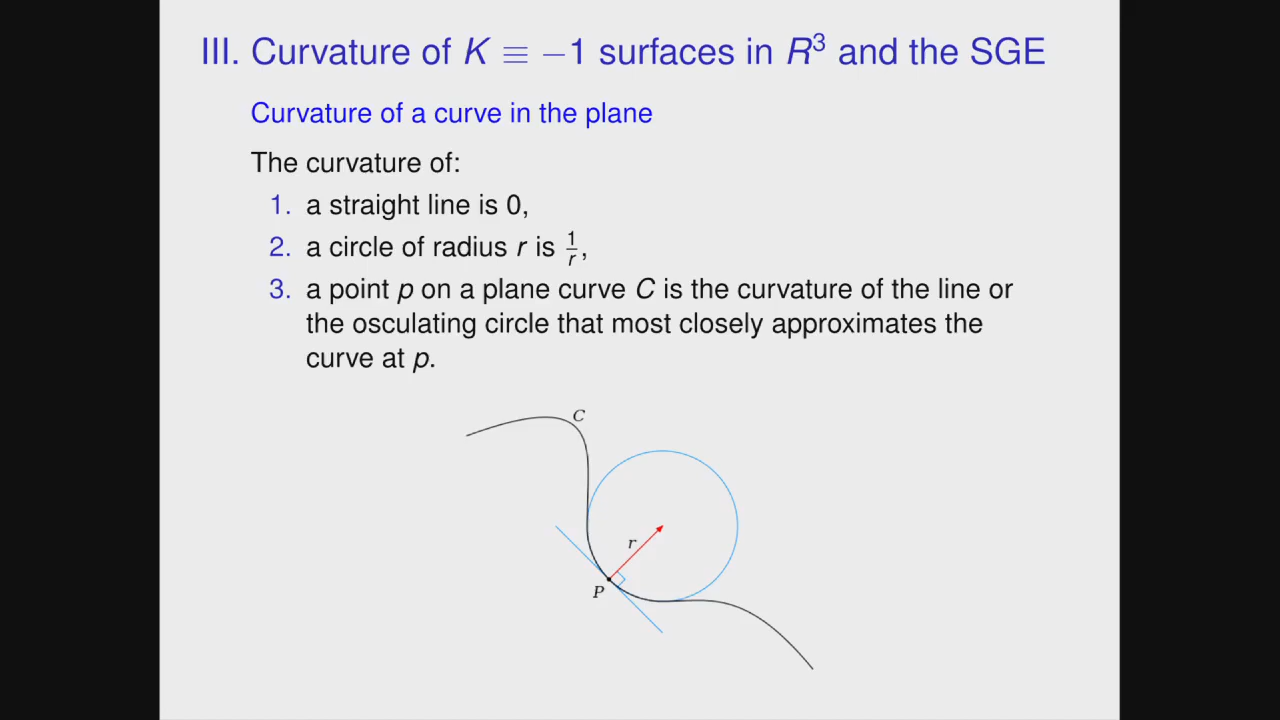 III. Curvature of K ≡ −1 surfaces in R³ and the SGE
Curvature of a curve in the plane
The curvature of:
1. a straight line is 0,
2. a circle of radius r is 1/r,
3. a point p on a plane curve C is the curvature of the line or
the osculating circle that most closely approximates the
curve at p.
C
r
P